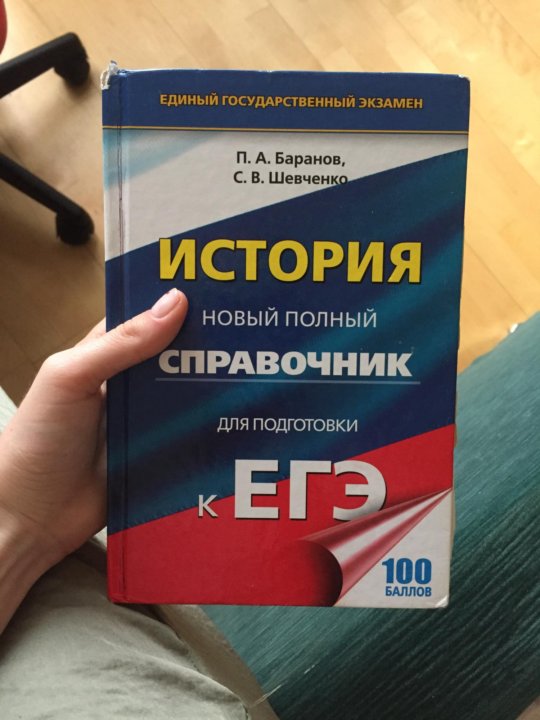 ЕДИНЫЙ ГОСУДАРСТВЕННЫЙ ЭКЗАМЕН
П. А. Баранов,
С. В. Шевченко
ИСТОРИЯ
НОВЫЙ ПОЛНЫЙ
СПРАВОЧНИК
ДЛЯ ПОДГОТОВКИ
К ЕГЭ
100
БАЛЛОВ